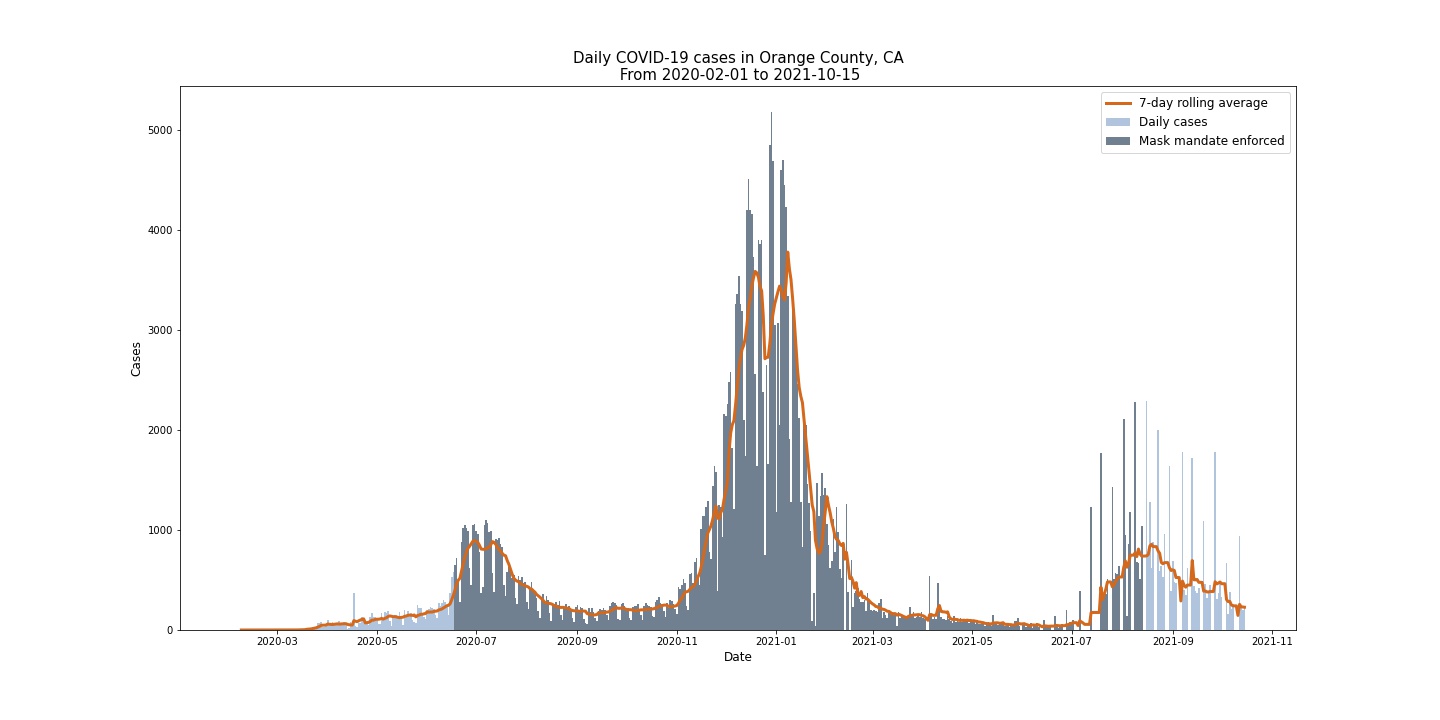 Daily COVID-19 cases in Orange County, CA
From 2020-02-01 to 2021-10-15
7-day rolling average
Daily cases
Mask mandate enforced
5000
4000
3000
2000
1000
0
Cases
2020-03 2020-05 2020-07 2020-09 2020-11 2021-01 2021-03 2021-05 2021-07 2021-09 2021-11
Date